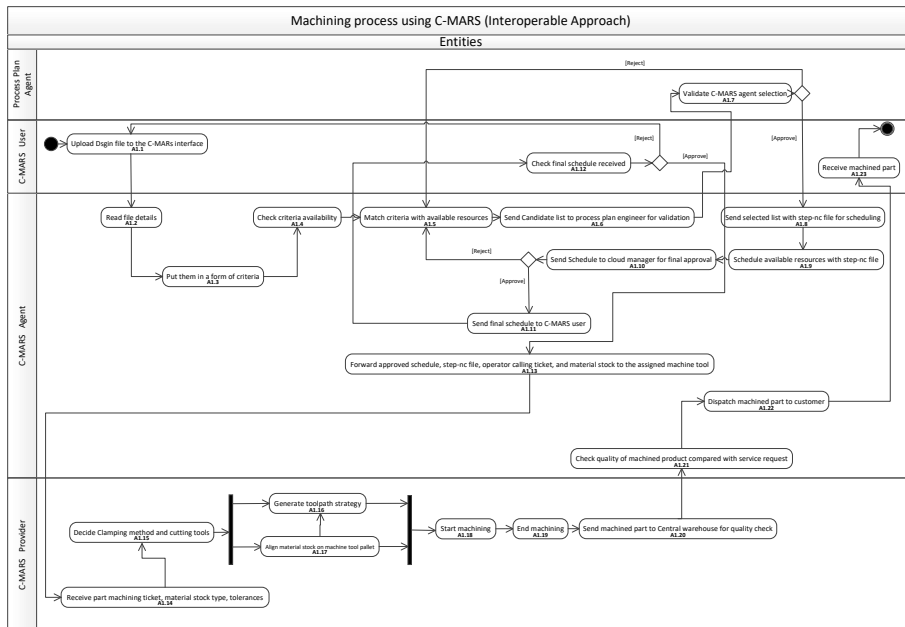 Machining process using C-MARS (Interoperable Approach)
Entities
Process Plan
Agent
[Reject]
Validate C-MARS agent selection
A1.7
C-MARS User
Upload Dsgin file to the C-MARs interface
A1.1
[Reject]
[Approve]
[Approve]
Check final schedule received
A1.12
Receive machined part
A1.23
C-MARS Agent
Read file details
A1.2
Check criteria availability
A1.4
Match criteria with available resources
A1.5
Send Candidate list to process plan engineer for validation
A1.6
Send selected list with step-nc file for scheduling
A1.8
Put them in a form of criteria
A1.3
[Reject]
Send Schedule to cloud manager for final approval
A1.10
Schedule available resources with step-nc file
A1.9
[Approve]
Send final schedule to C-MARS user
A1.11
Forward approved schedule, step-nc file, operator calling ticket, and material stock to the assigned machine tool
A1.13
Dispatch machined part to customer
A1.22
Check quality of machined product compared with service request
A1.21
C-MARS Provider
Generate toolpath strategy
A1.16
Decide Clamping method and cutting tools
A1.15
Align material stock on machine tool pallet
A1.17
Start machining
A1.18
End machining
A1.19
Send machined part to Central warehouse for quality check
A1.20
Receive part machining ticket, material stock type, tolerances
A1.14